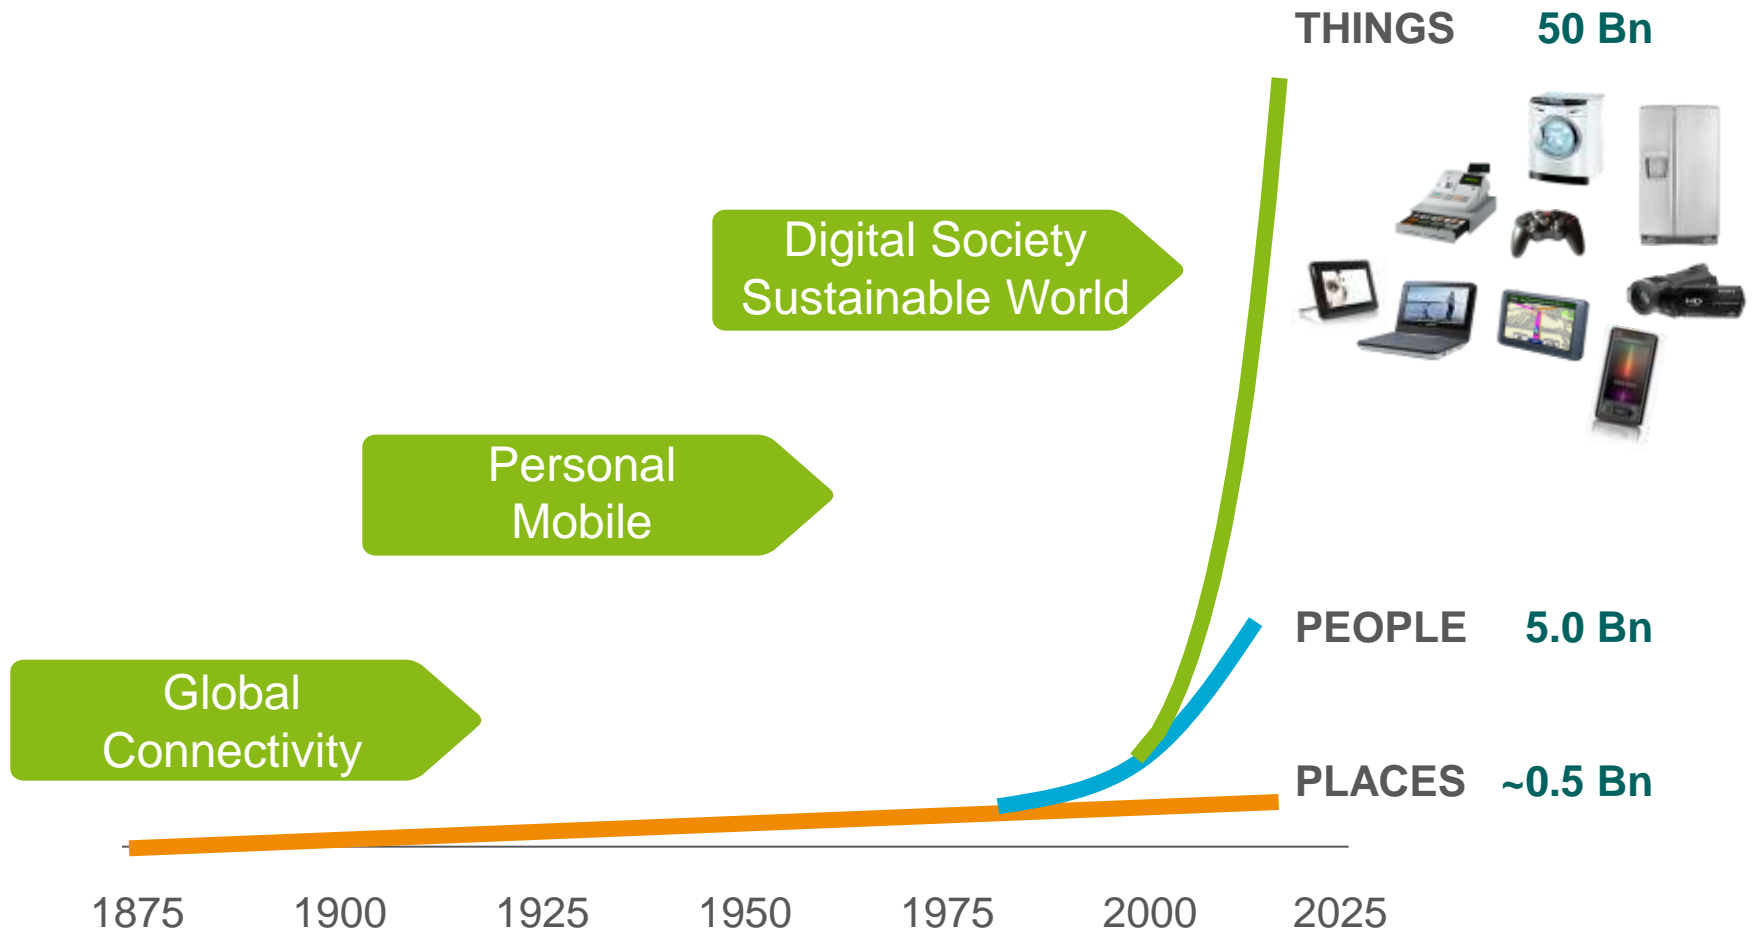 THINGS 50 Bn
Digital Society
Sustainable World
Personal
Mobile
PEOPLE 5.0 Bn
Global
Connectivity
PLACES ~0.5 Bn
1875 1900 1925 1950 1975 2000 2025